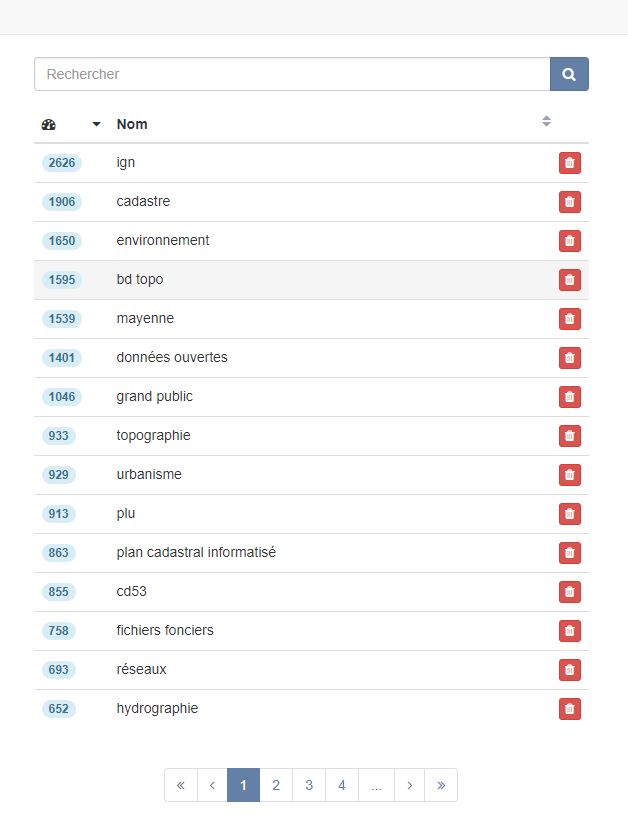 Rechercher
Nom
2626 ign
1906 cadastre
1650 environnement
1595 bd topo
1539 mayenne
1401 données ouvertes
1046 grand public
933 topographie
929 urbanisme
913 plu
863 plan cadastral informatisé
855 cd53
758 fichiers fonciers
693 réseaux
652 hydrographie
« ‹ 1 2 3 4 ... › »